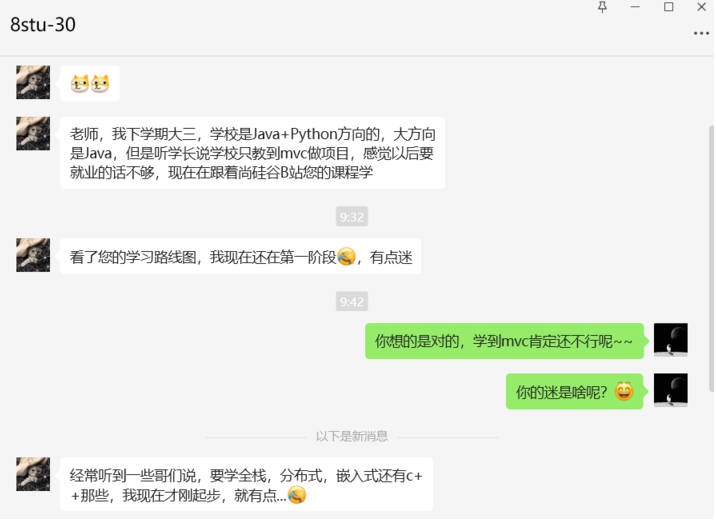 8stu-30
老师，我下学期大三，学校是Java+Python方向的，大方向
是Java，但是听学长说学校只教到mvc做项目，感觉以后要
就业的话不够，现在在跟着尚硅谷B站您的课程学
9:32
看了您的学习路线图，我现在还在第一阶段🤣，有点迷
9:42
你想的是对的，学到mvc肯定还不行呢~~
你的迷是啥呢？😄
以下是新消息
经常听到一些哥们说，要学全栈，分布式，嵌入式还有c+
+那些，我现在才刚起步，就有点...🤣